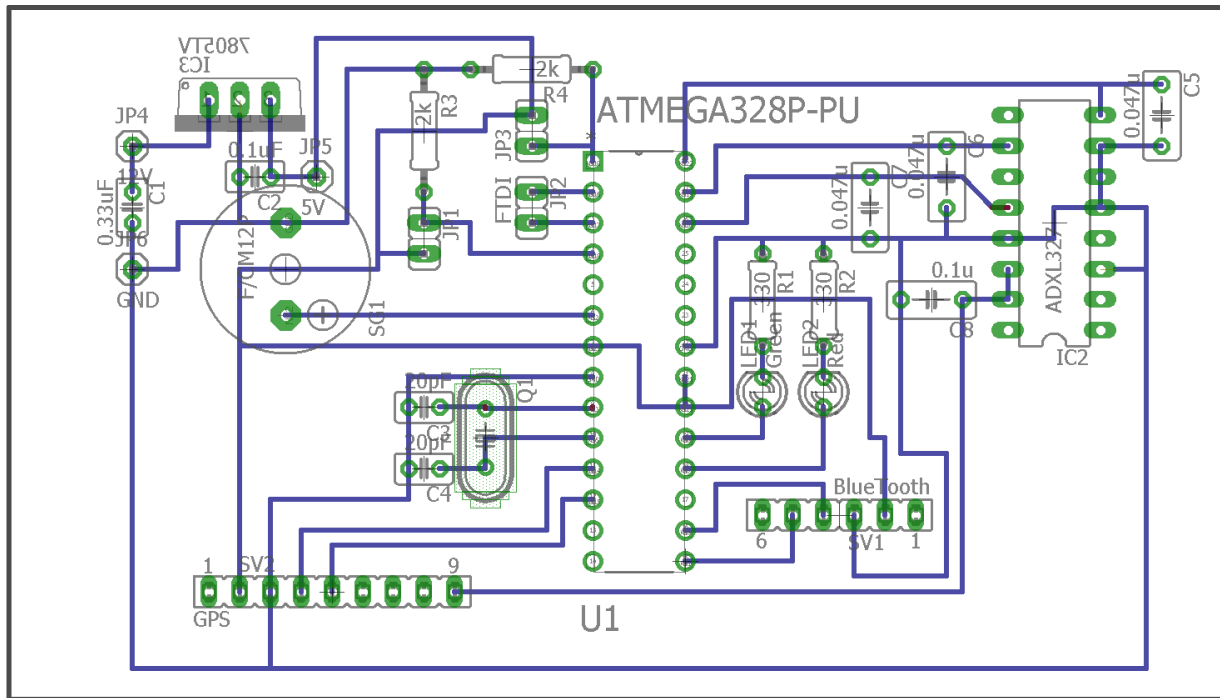 7805TV
IC3
JP4
12V
C1
0.33uF
JP6
GND
0.1uF
C2
JP5
5V
F/CM12P
SG1
2k
R3
2k
R4
JP3
FTDI
JP2
JP1
ATMEGA328P-PU
0.047u
C5
0.047u
C6
0.047u
C7
ADXL327
IC2
0.1u
C8
330
R1
330
R2
LED1
Green
LED2
Red
20pF
C3
20pF
C4
Q1
BlueTooth
6
SV1
1
1
SV2
9
GPS
U1